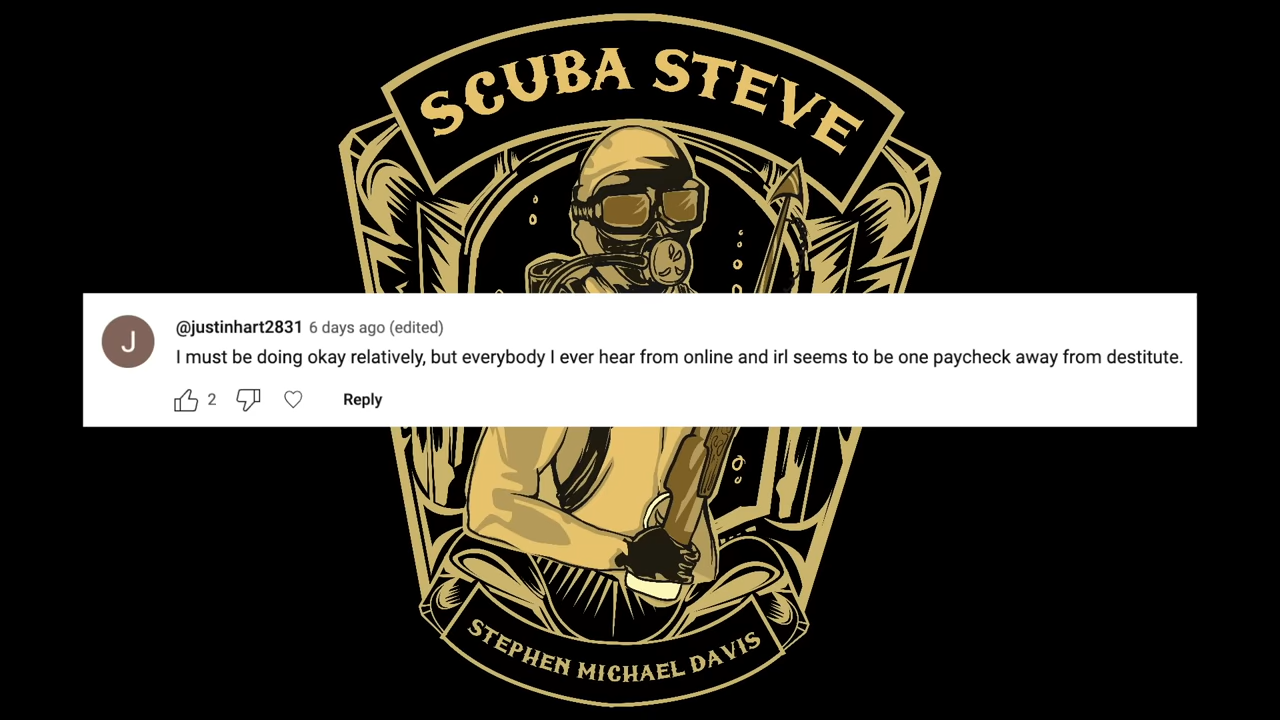 SCUBA STEVE
J
@justinhart2831 6 days ago (edited)
I must be doing okay relatively, but everybody I ever hear from online and irl seems to be one paycheck away from destitute.
2 Reply
STEPHEN MICHAEL DAVIS